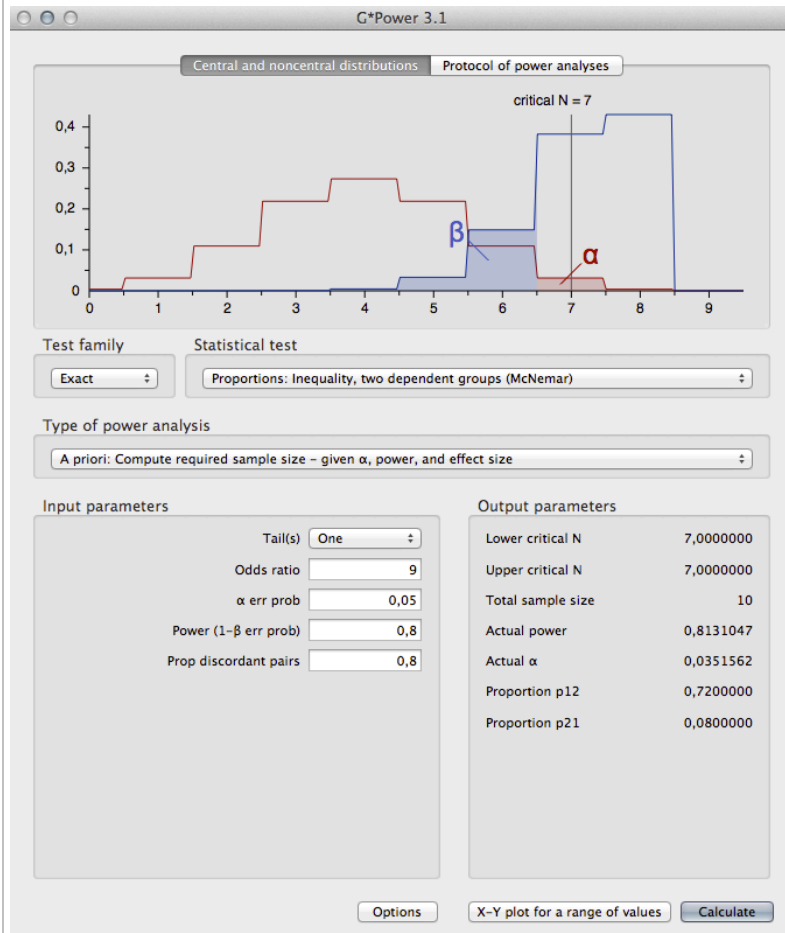 G*Power 3.1
Central and noncentral distributions Protocol of power analyses
critical N = 7
0,4
0,3
0,2
β
0,1
α
0
0 1 2 3 4 5 6 7 8 9
Test family Statistical test
Exact Proportions: Inequality, two dependent groups (McNemar)
Type of power analysis
A priori: Compute required sample size – given α, power, and effect size
Input parameters Output parameters
Tail(s) One Lower critical N 7,0000000
Odds ratio 9 Upper critical N 7,0000000
α err prob 0,05 Total sample size 10
Power (1–β err prob) 0,8 Actual power 0,8131047
Prop discordant pairs 0,8 Actual α 0,0351562
Proportion p12 0,7200000
Proportion p21 0,0800000
Options X–Y plot for a range of values Calculate